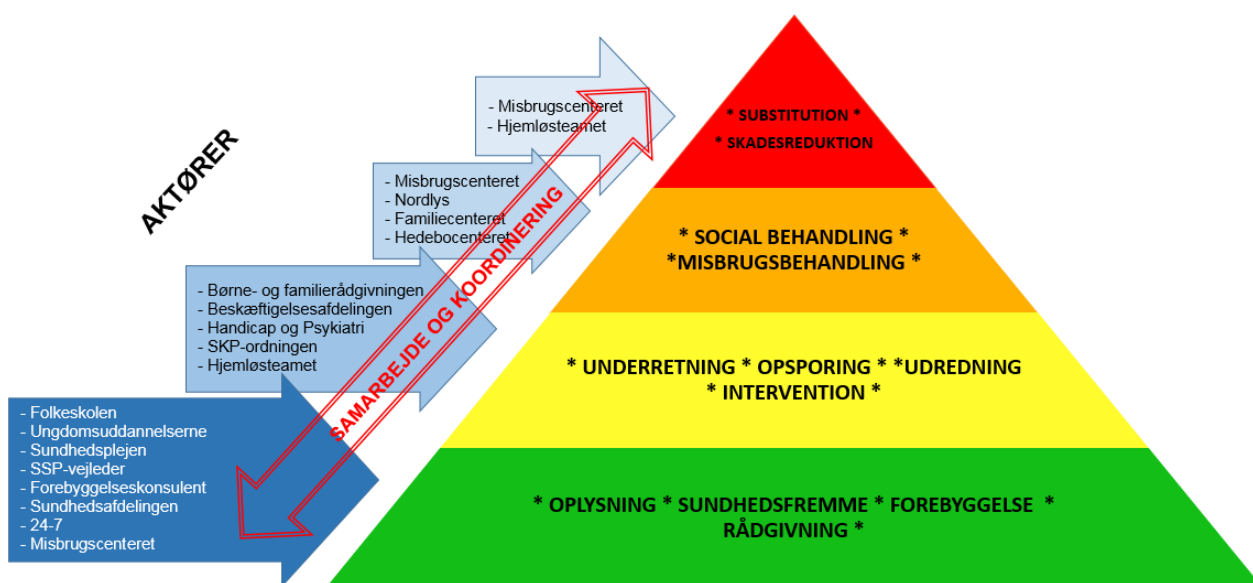 AKTØRER
- Misbrugscenteret
- Hjemløsteamet
- Misbrugscenteret
- Nordlys
- Familiecenteret
- Hedebocenteret
- Børne- og familierådgivningen
- Beskæftigelsesafdelingen
- Handicap og Psykiatri
- SKP-ordningen
- Hjemløsteamet
- Folkeskolen
- Ungdomsuddannelserne
- Sundhedsplejen
- SSP-vejleder
- Forebyggelseskonsulent
- Sundhedsafdelingen
- 24-7
- Misbrugscenteret
SAMARBEJDE OG KOORDINERING
* SUBSTITUTION *
* SKADESREDUKTION
* SOCIAL BEHANDLING *
*MISBRUGSBEHANDLING *
* UNDERRETNING * OPSPORING * *UDREDNING
* INTERVENTION *
* OPLYSNING * SUNDHEDSFREMME * FOREBYGGELSE *
RÅDGIVNING *